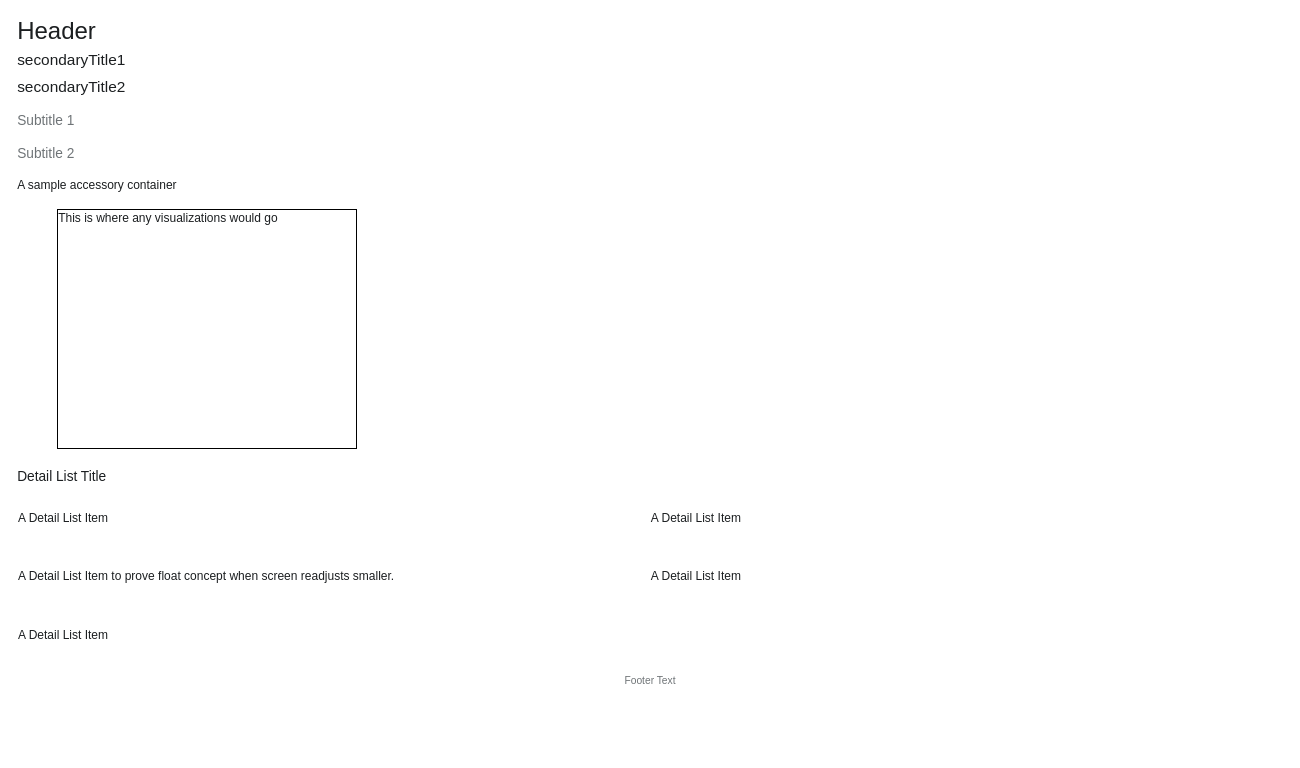 Header
secondaryTitle1
secondaryTitle2
Subtitle 1
Subtitle 2
A sample accessory container
This is where any visualizations would go
Detail List Title
A Detail List Item
A Detail List Item
A Detail List Item to prove float concept when screen readjusts smaller.
A Detail List Item
A Detail List Item
Footer Text